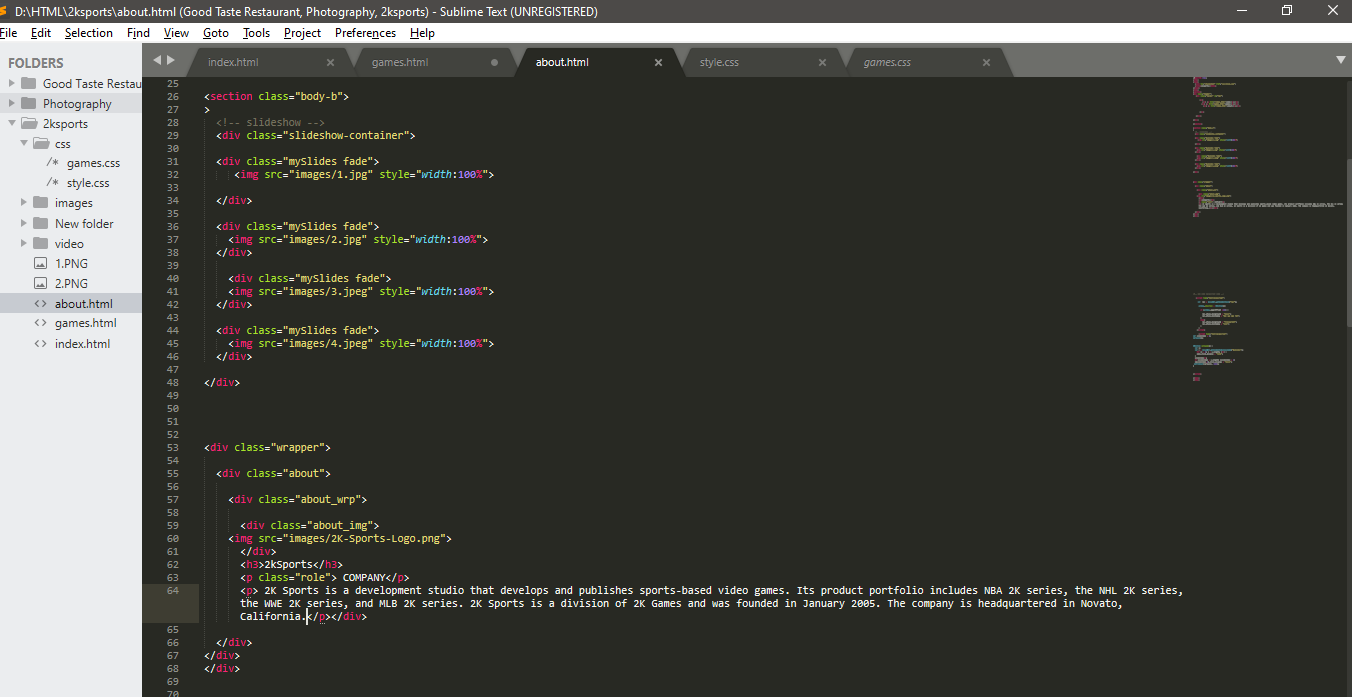 D:\HTML\2ksports\about.html (Good Taste Restaurant, Photography, 2ksports) - Sublime Text (UNREGISTERED)
File Edit Selection Find View Goto Tools Project Preferences Help
FOLDERS
Good Taste Restau
Photography
2ksports
css
/* games.css
/* style.css
images
New folder
video
1.PNG
2.PNG
<> about.html
<> games.html
<> index.html
index.html × games.html ● about.html × style.css × games.css ×
25
26 <section class="body-b">
27 >
28 <!-- slideshow -->
29 <div class="slideshow-container">
30
31 <div class="mySlides fade">
32 <img src="images/1.jpg" style="width:100%">
33
34 </div>
35
36 <div class="mySlides fade">
37 <img src="images/2.jpg" style="width:100%">
38 </div>
39
40 <div class="mySlides fade">
41 <img src="images/3.jpeg" style="width:100%">
42 </div>
43
44 <div class="mySlides fade">
45 <img src="images/4.jpeg" style="width:100%">
46 </div>
47
48 </div>
49
50
51
52
53 <div class="wrapper">
54
55 <div class="about">
56
57 <div class="about_wrp">
58
59 <div class="about_img">
60 <img src="images/2K-Sports-Logo.png">
61 </div>
62 <h3>2kSports</h3>
63 <p class="role"> COMPANY</p>
64 <p> 2K Sports is a development studio that develops and publishes sports-based video games. Its product portfolio includes NBA 2K series, the NHL 2K series,
the WWE 2K series, and MLB 2K series. 2K Sports is a division of 2K Games and was founded in January 2005. The company is headquartered in Novato,
California.</p></div>
65
66 </div>
67 </div>
68 </div>
69
70